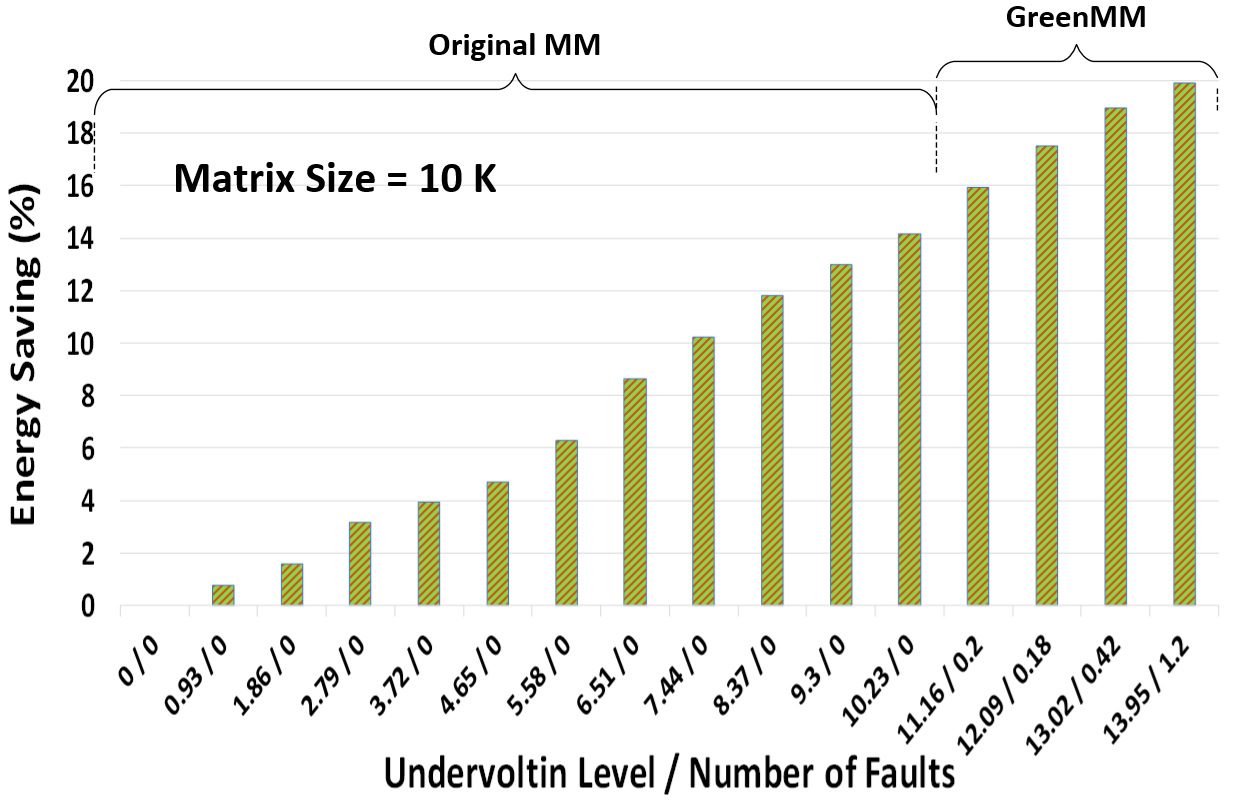 GreenMM
Original MM
Matrix Size = 10 K
Energy Saving (%)
20
18
16
14
12
10
8
6
4
2
0
0 / 0
0.93 / 0
1.86 / 0
2.79 / 0
3.72 / 0
4.65 / 0
5.58 / 0
6.51 / 0
7.44 / 0
8.37 / 0
9.3 / 0
10.23 / 0
11.16 / 0.2
12.09 / 0.18
13.02 / 0.42
13.95 / 1.2
Undervoltin Level / Number of Faults